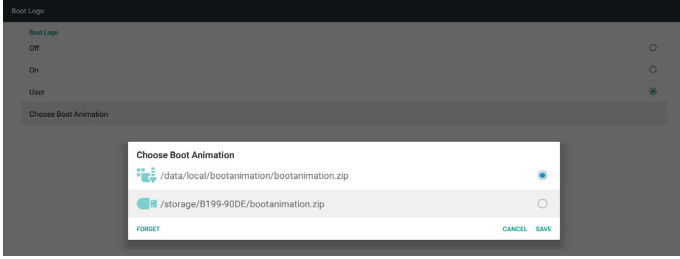 Boot Logo
Boot Logo
Off
On
User
Choose Boot Animation
Choose Boot Animation
/data/local/bootanimation/bootanimation.zip
/storage/B199-90DE/bootanimation.zip
FORGET CANCEL SAVE